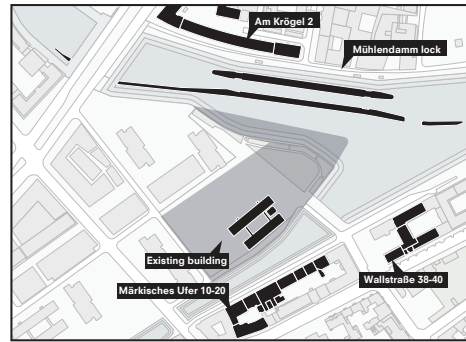 Am Krögel 2
Mühlendamm lock
Existing building
Märkisches Ufer 10-20
Wallstraße 38-40